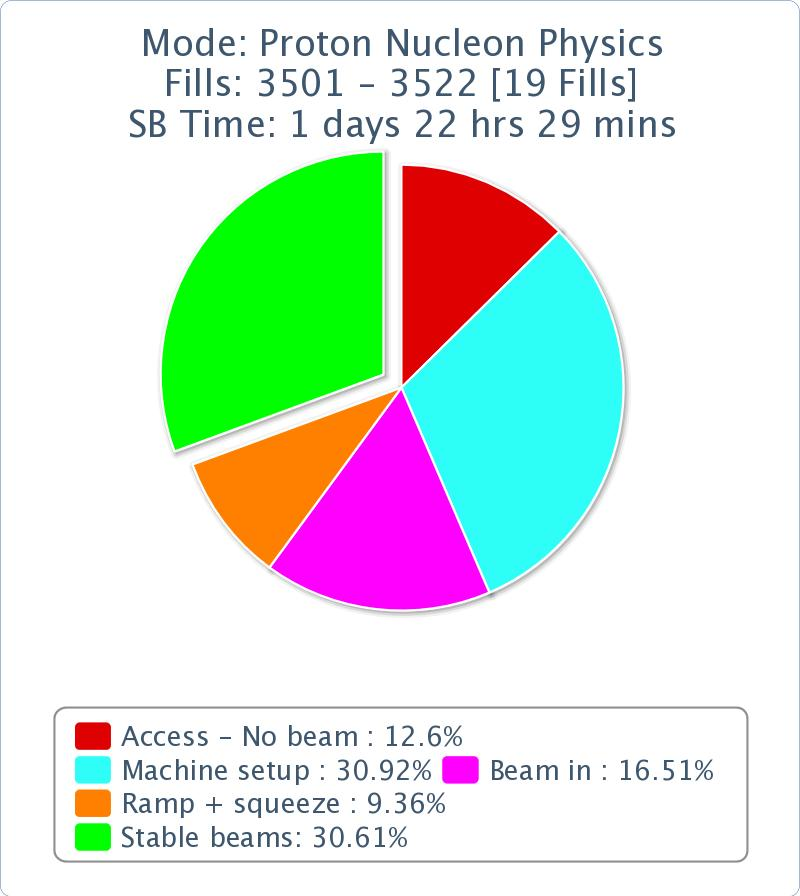 Mode: Proton Nucleon Physics
Fills: 3501 – 3522 [19 Fills]
SB Time: 1 days 22 hrs 29 mins
Access – No beam : 12.6%
Machine setup : 30.92% Beam in : 16.51%
Ramp + squeeze : 9.36%
Stable beams: 30.61%